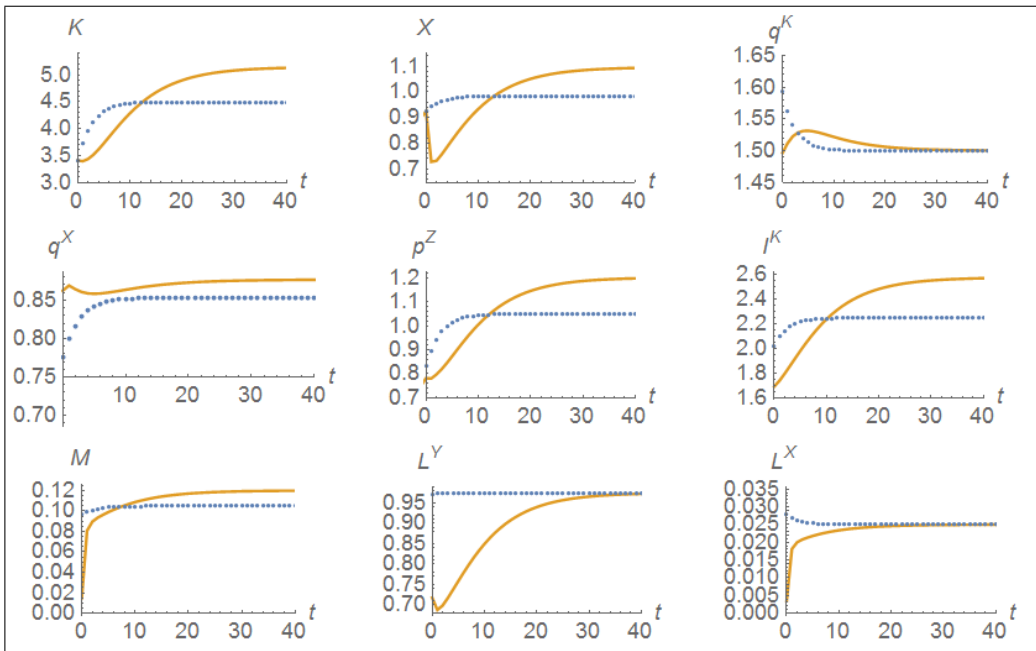 K
5.0
4.5
4.0
3.5
3.0
0 10 20 30 40 t
X
1.1
1.0
0.9
0.8
0.7
0 10 20 30 40 t
q^K
1.65
1.60
1.55
1.50
1.45
0 10 20 30 40 t
q^X
0.85
0.80
0.75
0.70
10 20 30 40 t
p^Z
1.2
1.1
1.0
0.9
0.8
0.7
0 10 20 30 40 t
I^K
2.6
2.4
2.2
2.0
1.8
1.6
0 10 20 30 40 t
M
0.12
0.10
0.08
0.06
0.04
0.02
0.00
0 10 20 30 40 t
L^Y
0.95
0.90
0.85
0.80
0.75
0.70
0 10 20 30 40 t
L^X
0.035
0.030
0.025
0.020
0.015
0.010
0.005
0.000
0 10 20 30 40 t